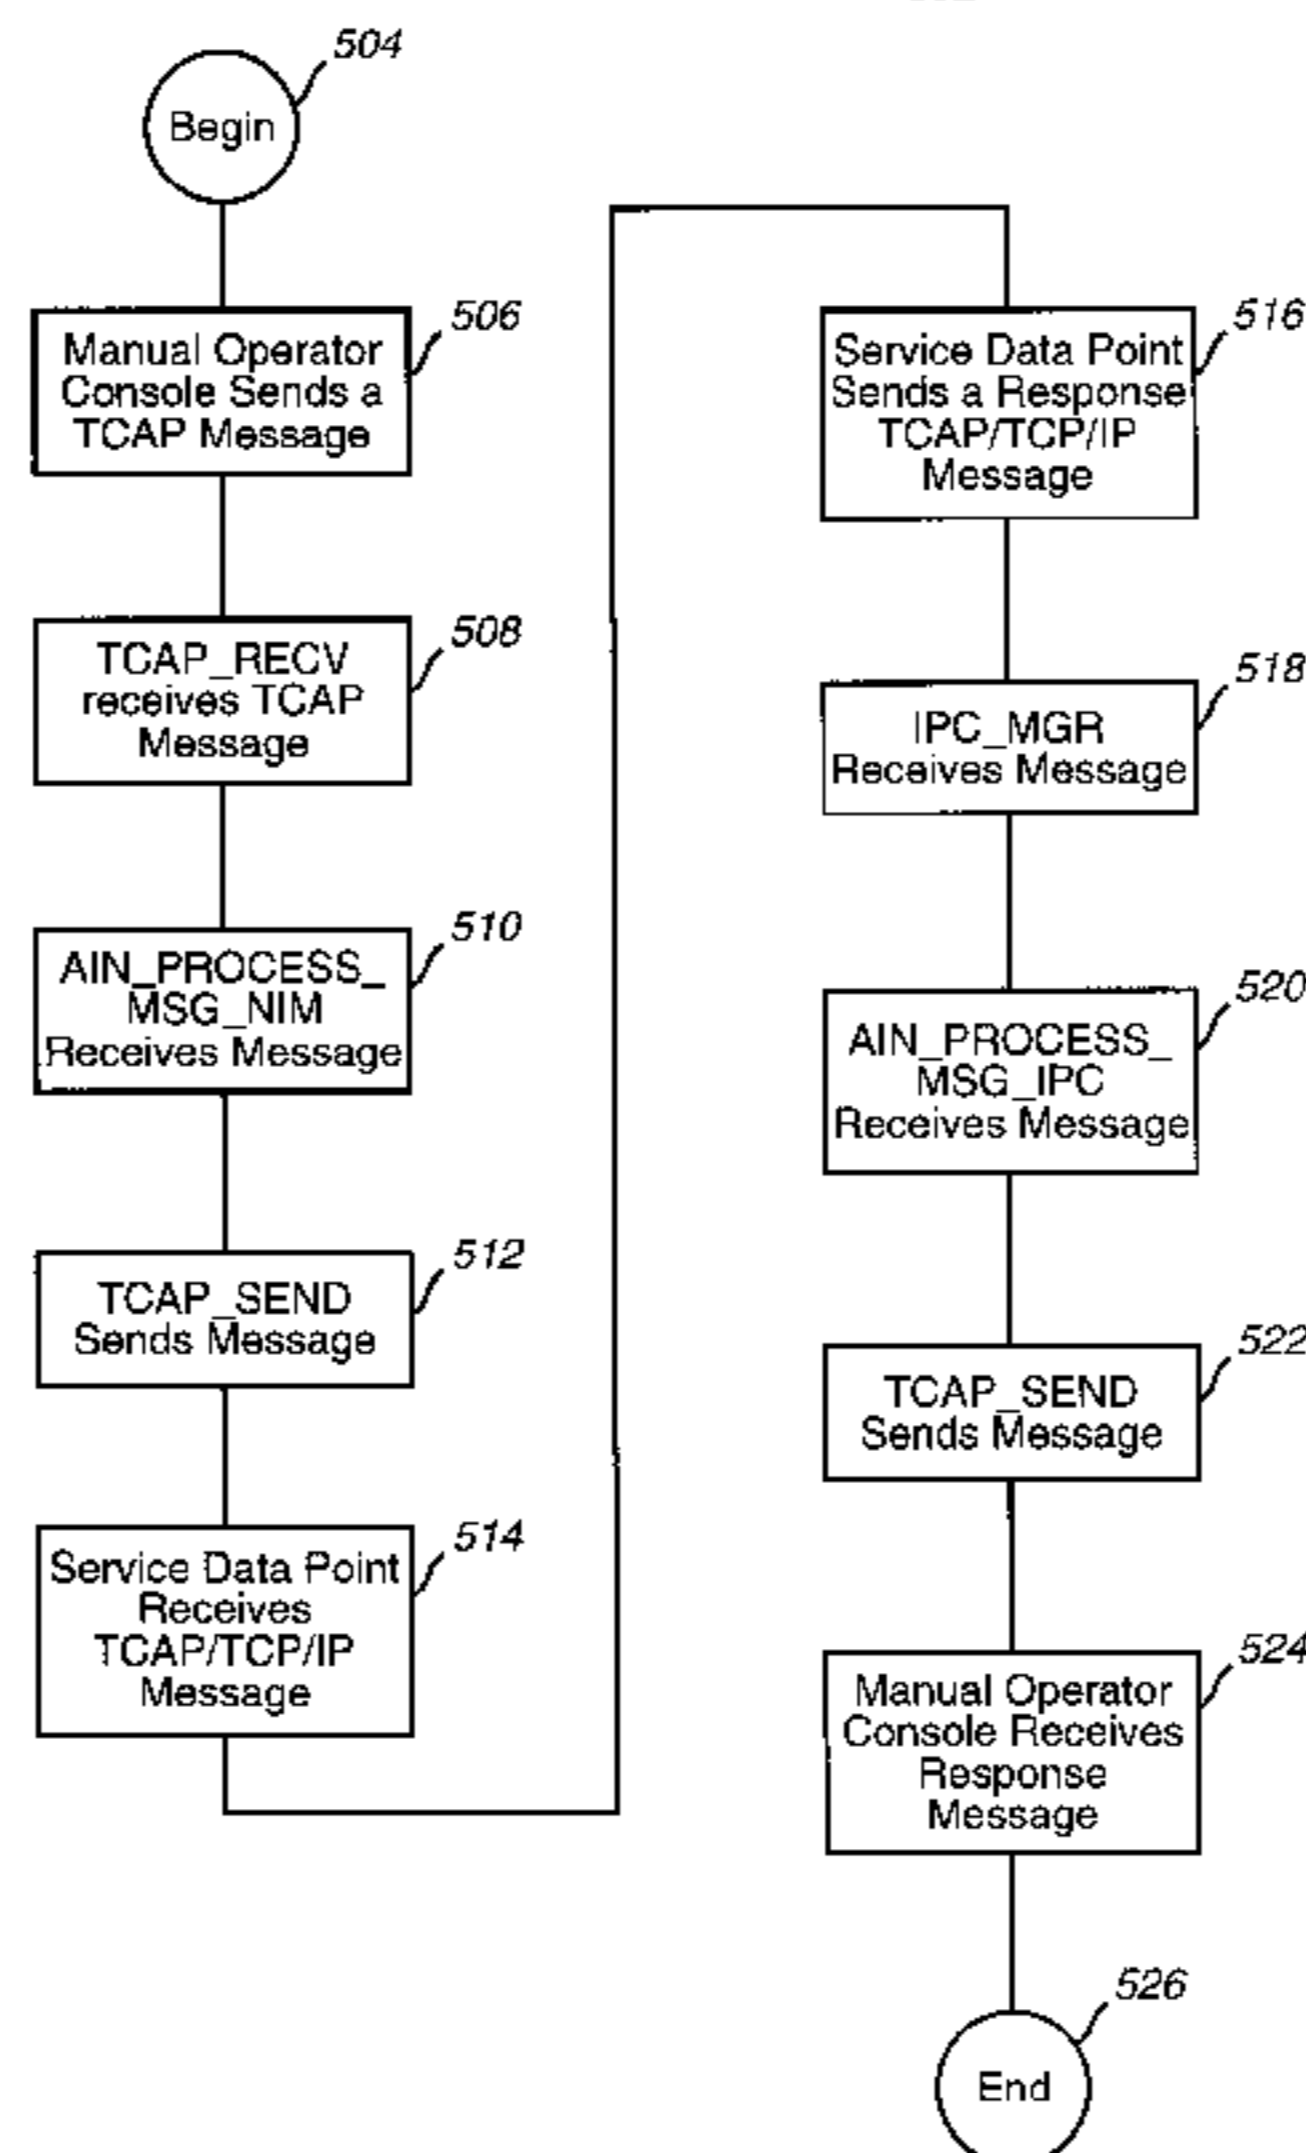 504
Begin
506
Manual Operator
Console Sends a
TCAP Message
508
TCAP_RECV
receives TCAP
Message
510
AIN_PROCESS_
MSG_NIM
Receives Message
512
TCAP_SEND
Sends Message
514
Service Data Point
Receives
TCAP/TCP/IP
Message
516
Service Data Point
Sends a Response
TCAP/TCP/IP
Message
518
IPC_MGR
Receives Message
520
AIN_PROCESS_
MSG_IPC
Receives Message
522
TCAP_SEND
Sends Message
524
Manual Operator
Console Receives
Response
Message
526
End